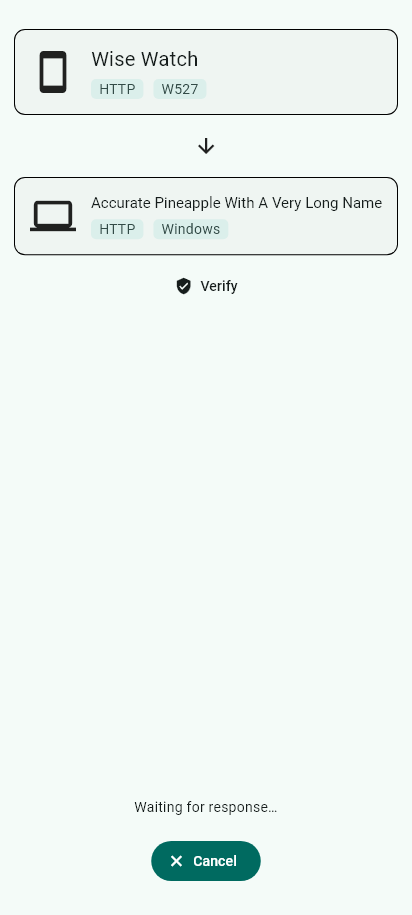 Wise Watch
HTTP W527
Accurate Pineapple With A Very Long Name
HTTP Windows
Verify
Waiting for response…
Cancel